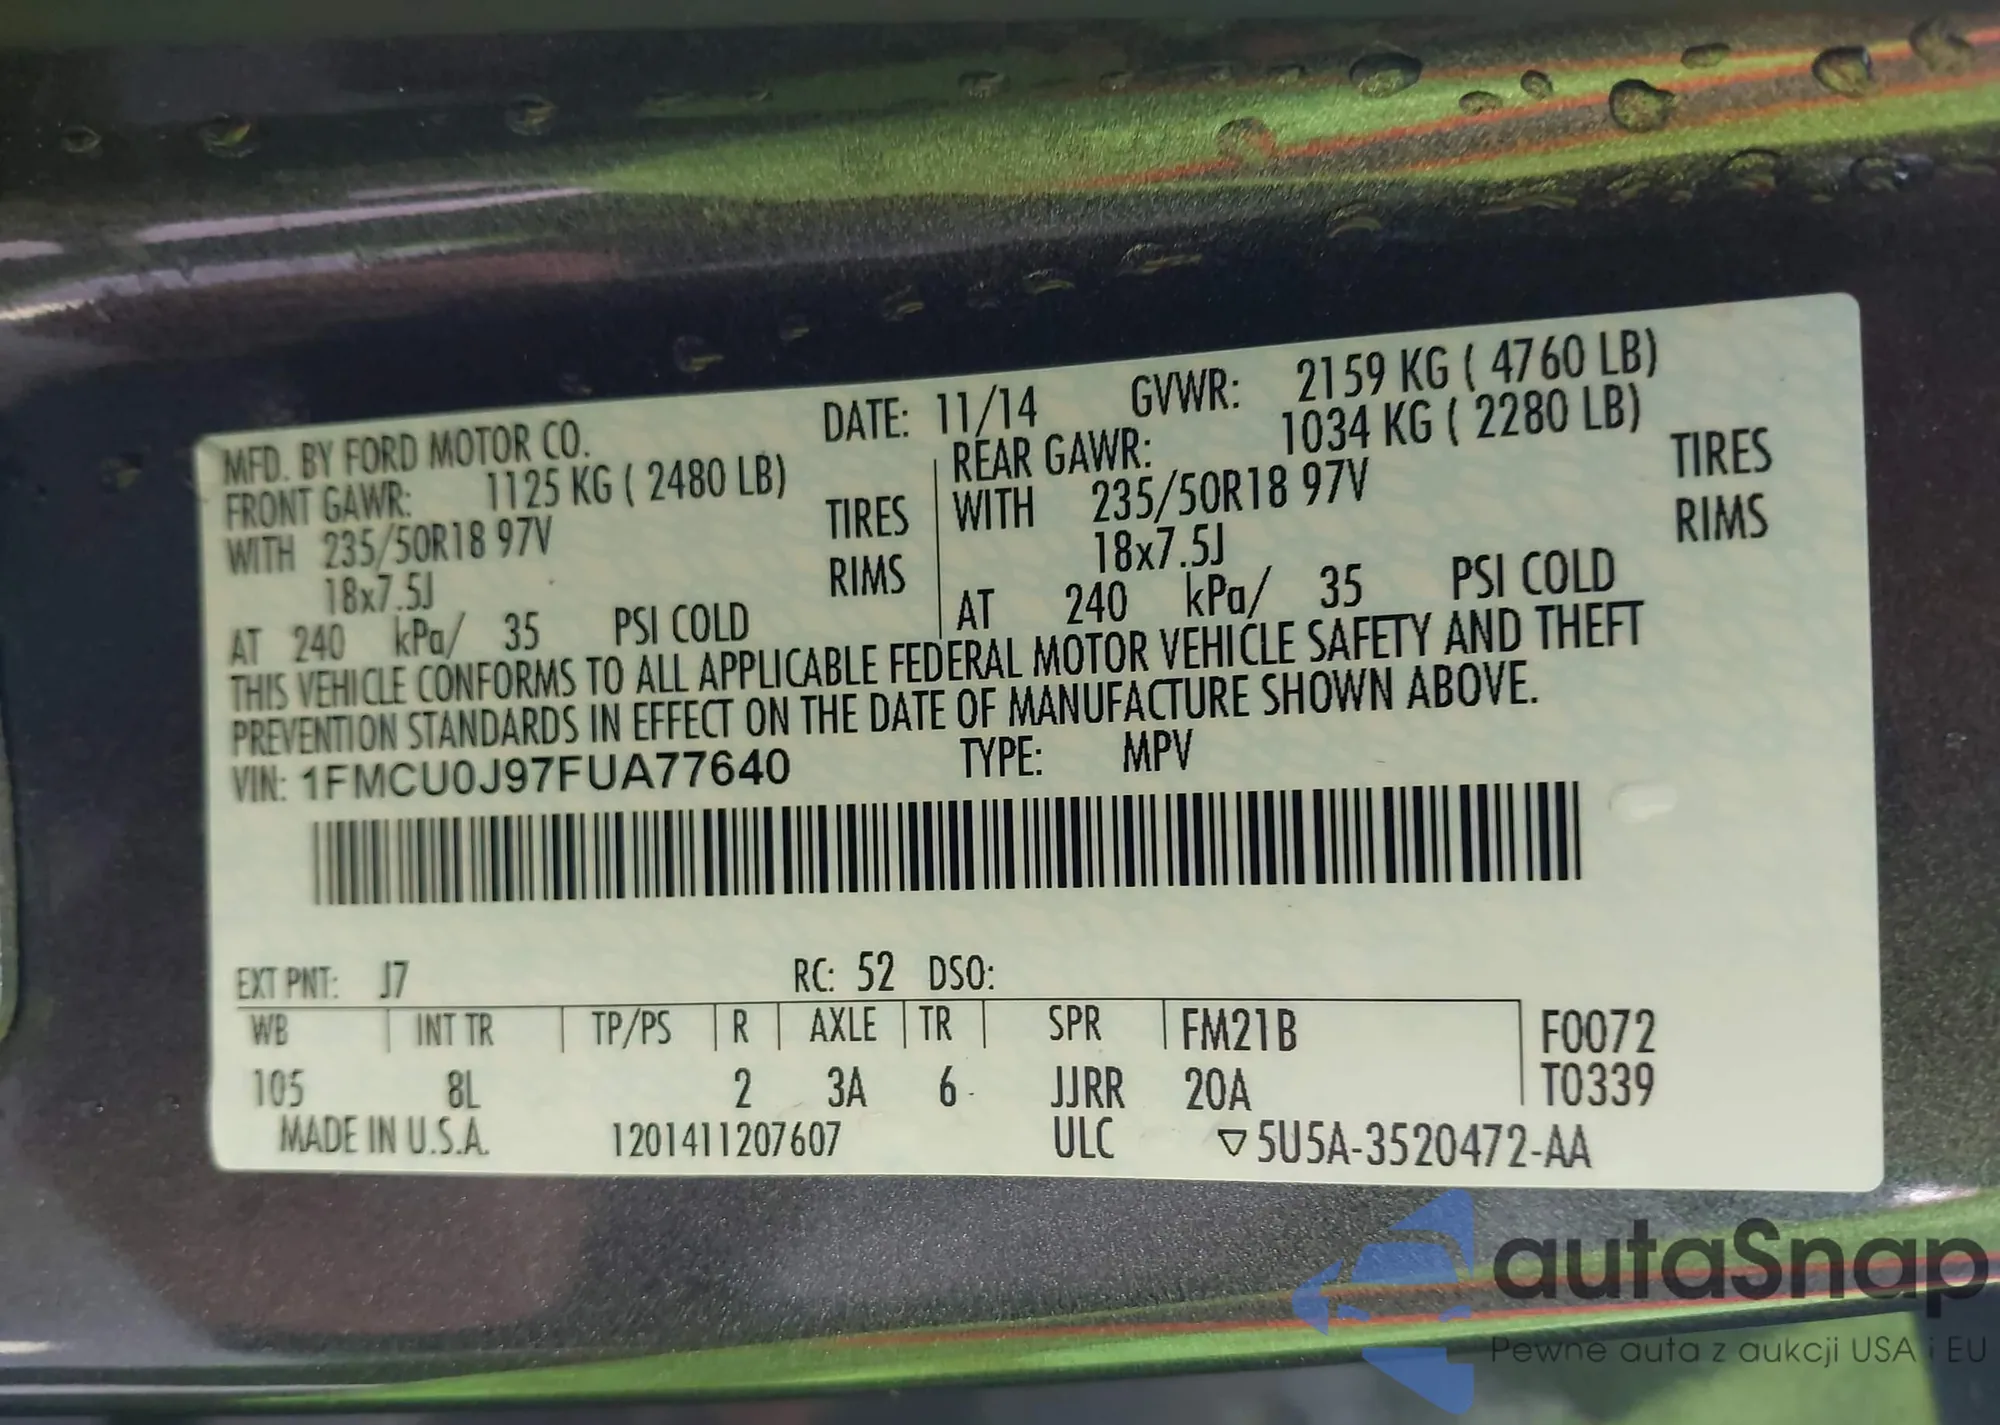 MFD. BY FORD MOTOR CO. DATE: 11/14 GVWR: 2159 KG ( 4760 LB)
FRONT GAWR: 1125 KG ( 2480 LB) REAR GAWR: 1034 KG ( 2280 LB)
WITH 235/50R18 97V TIRES WITH 235/50R18 97V TIRES
18x7.5J RIMS 18x7.5J RIMS
AT 240 kPa/ 35 PSI COLD AT 240 kPa/ 35 PSI COLD
THIS VEHICLE CONFORMS TO ALL APPLICABLE FEDERAL MOTOR VEHICLE SAFETY AND THEFT
PREVENTION STANDARDS IN EFFECT ON THE DATE OF MANUFACTURE SHOWN ABOVE.
VIN: 1FMCU0J97FUA77640 TYPE: MPV
EXT PNT: J7 RC: 52 DSO:
WB INT TR TP/PS R AXLE TR SPR FM21B F0072
105 8L 2 3A 6 JJRR 20A T0339
MADE IN U.S.A. 1201411207607 ULC ▽5U5A-3520472-AA
autaSnap
Pewne auta z aukcji USA i EU